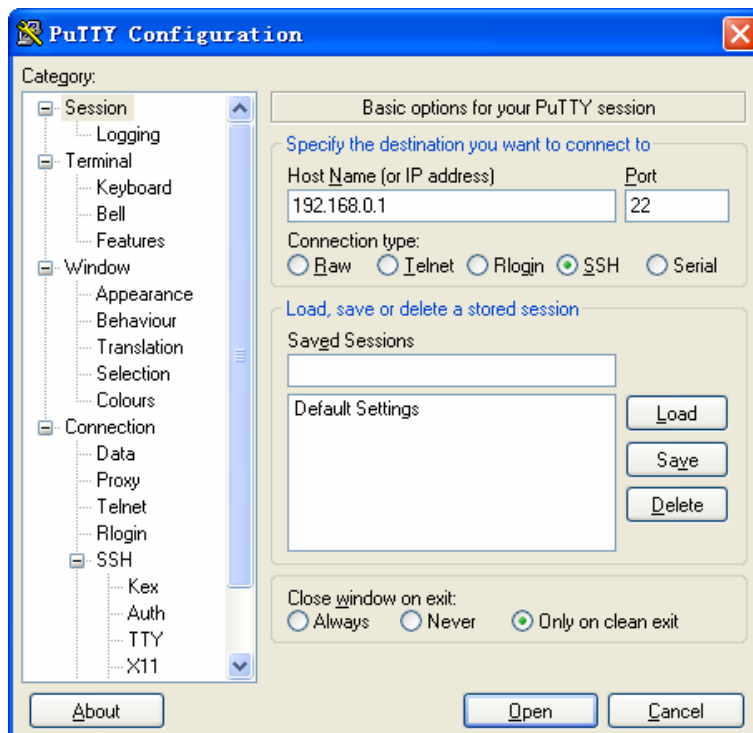 PuTTY Configuration
Category:
Session
Logging
Terminal
Keyboard
Bell
Features
Window
Appearance
Behaviour
Translation
Selection
Colours
Connection
Data
Proxy
Telnet
Rlogin
SSH
Kex
Auth
TTY
X11
Basic options for your PuTTY session
Specify the destination you want to connect to
Host Name (or IP address) Port
192.168.0.1 22
Connection type:
Raw Telnet Rlogin SSH Serial
Load, save or delete a stored session
Saved Sessions
Default Settings
Load
Save
Delete
Close window on exit:
Always Never Only on clean exit
About Open Cancel